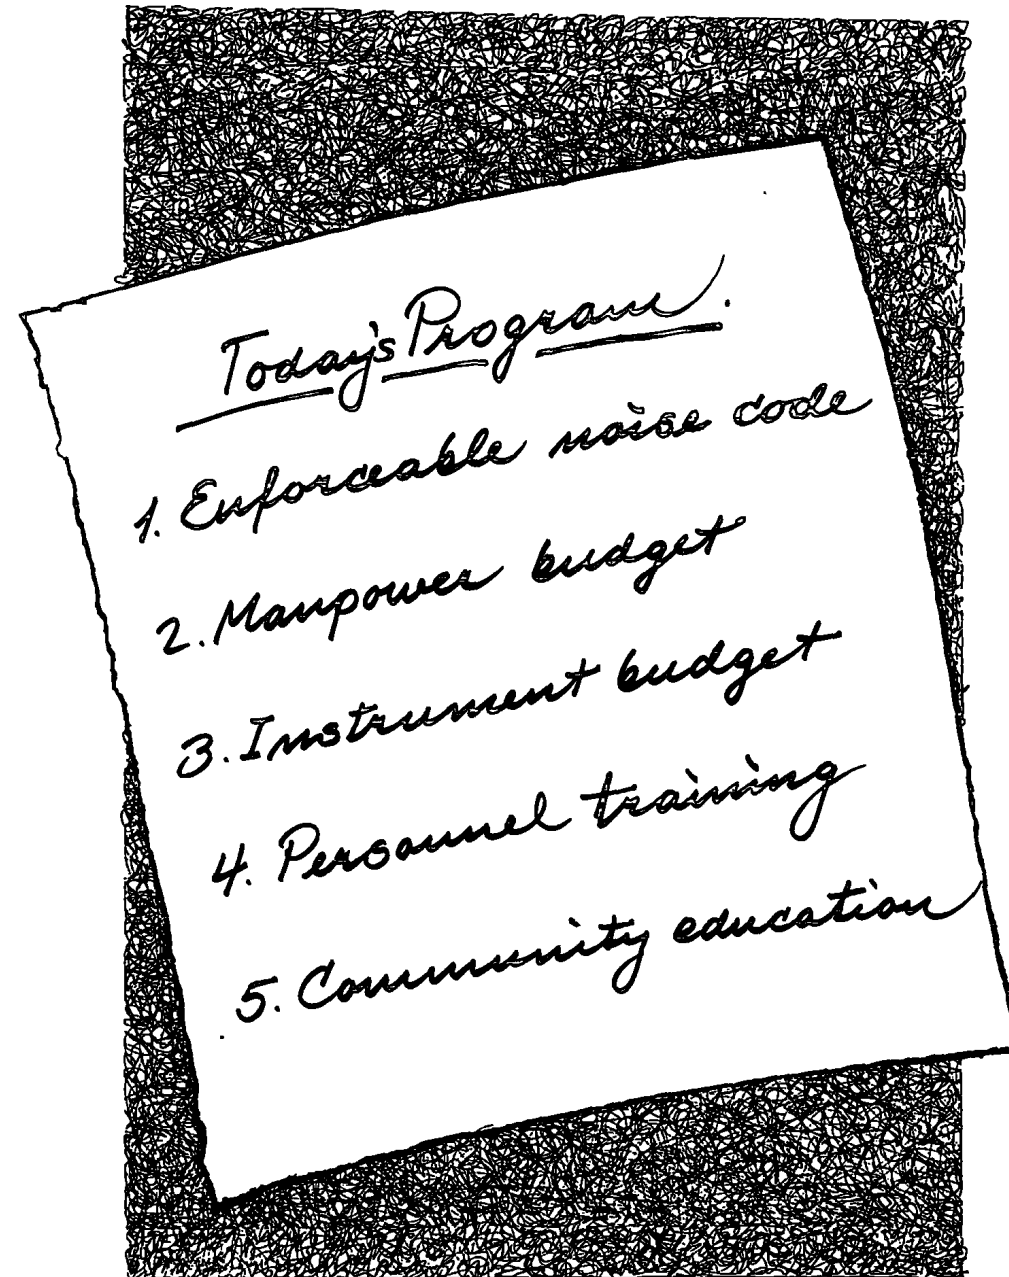 Today's Program.
1. Enforceable noise code
2. Manpower budget
3. Instrument budget
4. Personnel training
5. Community education